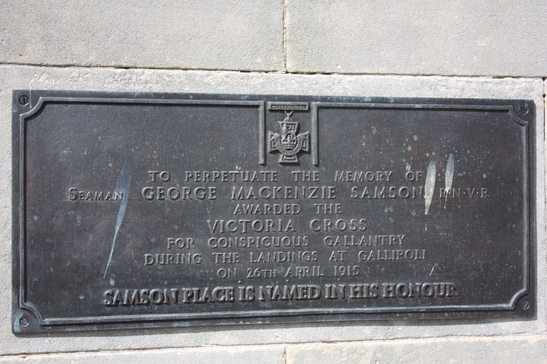 TO PERPETUATE THE MEMORY OF
SEAMAN GEORGE MACKENZIE SAMSON, R·N·V·R
AWARDED THE
VICTORIA CROSS
FOR CONSPICUOUS GALLANTRY
DURING THE LANDINGS AT GALLIPOLI
ON 26TH APRIL 1915
SAMSON PLACE IS NAMED IN HIS HONOUR